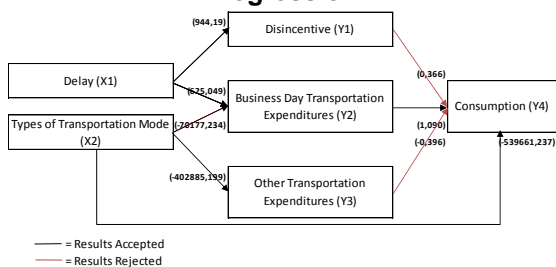 (944,19)
Disincentive (Y1)
Delay (X1)
(625,049)
(0,366)
Business Day Transportation
Expenditures (Y2)
Consumption (Y4)
Types of Transportation Mode
(X2)
(-70177,234)
(1,090)
(-0,396)
(-539661,237)
(-402885,199)
Other Transportation
Expenditures (Y3)
= Results Accepted
= Results Rejected